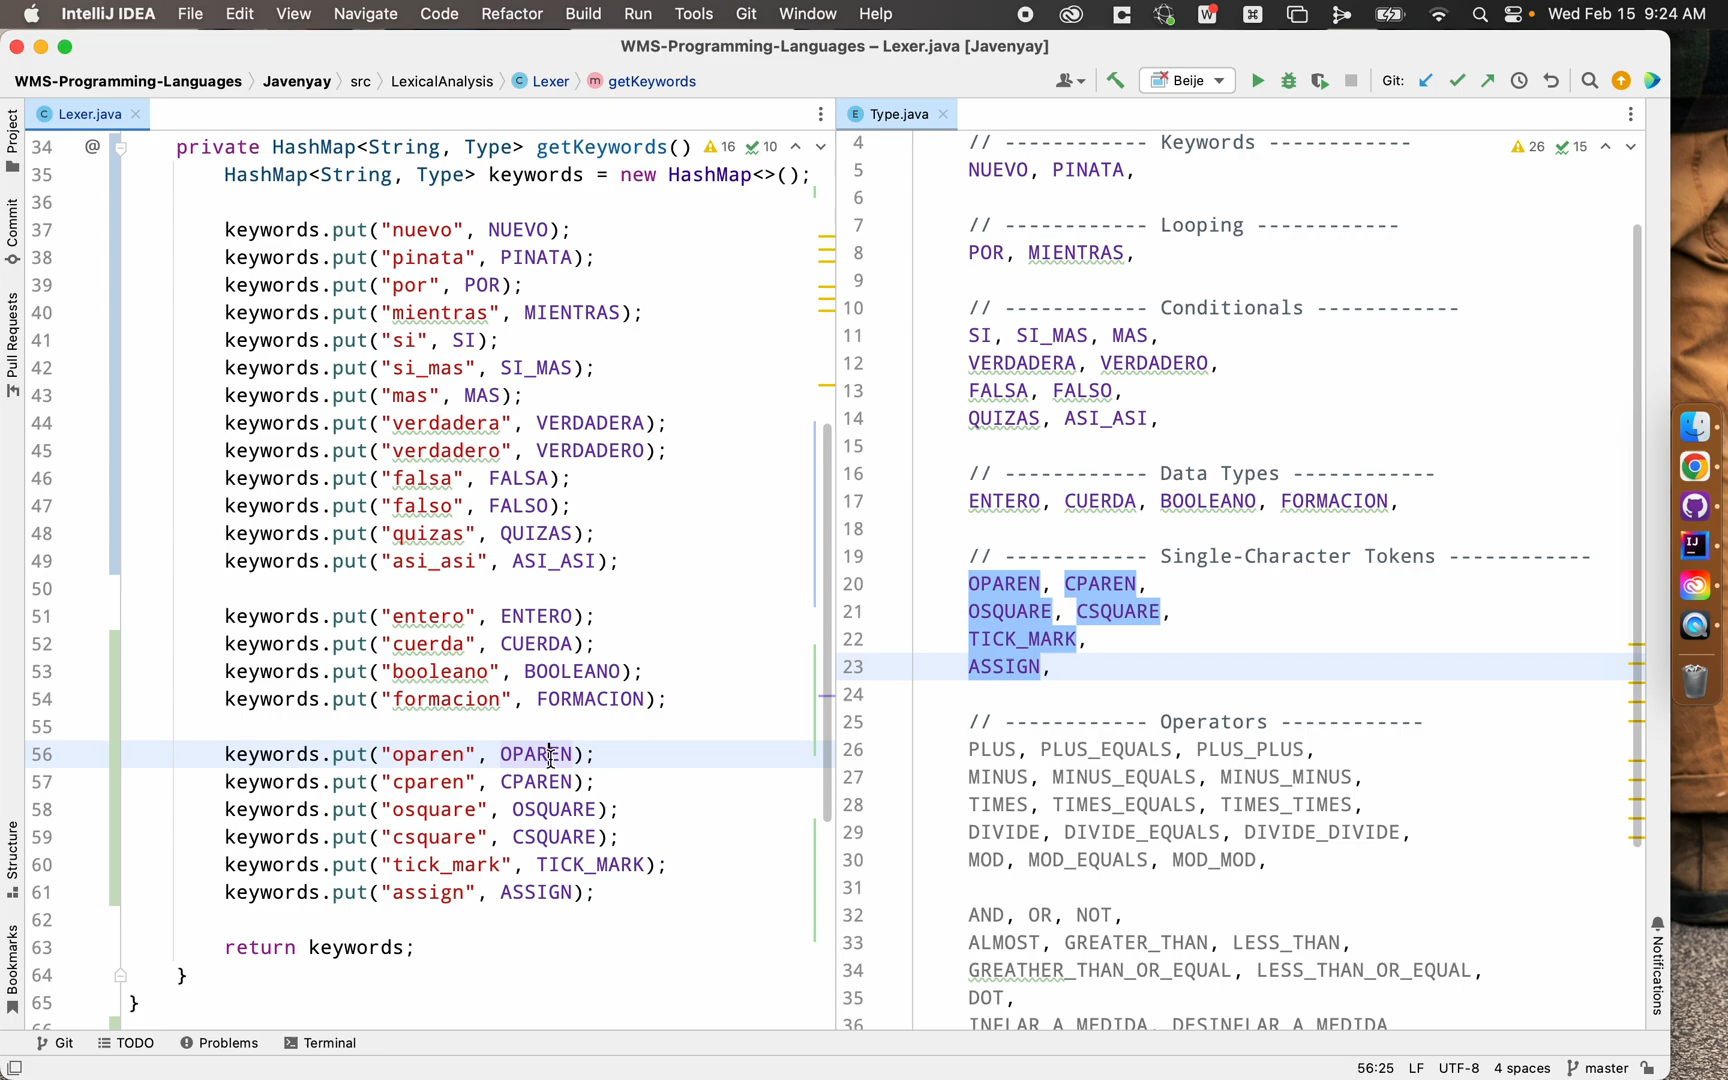 IntelliJ IDEA File Edit View Navigate Code Refactor Build Run Tools Git Window Help Wed Feb 15 9:24 AM
WMS-Programming-Languages – Lexer.java [Javenyay]
WMS-Programming-Languages Javenyay src LexicalAnalysis C Lexer m getKeywords Beije Git:
Project
Commit
Pull Requests
Structure
Bookmarks
C Lexer.java
34 @ private HashMap<String, Type> getKeywords() 16 10
35 HashMap<String, Type> keywords = new HashMap<>();
36
37 keywords.put("nuevo", NUEVO);
38 keywords.put("pinata", PINATA);
39 keywords.put("por", POR);
40 keywords.put("mientras", MIENTRAS);
41 keywords.put("si", SI);
42 keywords.put("si_mas", SI_MAS);
43 keywords.put("mas", MAS);
44 keywords.put("verdadera", VERDADERA);
45 keywords.put("verdadero", VERDADERO);
46 keywords.put("falsa", FALSA);
47 keywords.put("falso", FALSO);
48 keywords.put("quizas", QUIZAS);
49 keywords.put("asi_asi", ASI_ASI);
50
51 keywords.put("entero", ENTERO);
52 keywords.put("cuerda", CUERDA);
53 keywords.put("booleano", BOOLEANO);
54 keywords.put("formacion", FORMACION);
55
56 keywords.put("oparen", OPAREN);
57 keywords.put("cparen", CPAREN);
58 keywords.put("osquare", OSQUARE);
59 keywords.put("csquare", CSQUARE);
60 keywords.put("tick_mark", TICK_MARK);
61 keywords.put("assign", ASSIGN);
62
63 return keywords;
64 }
65 }
E Type.java
4 // ------------ Keywords ------------ 26 15
5 NUEVO, PINATA,
6
7 // ------------ Looping ------------
8 POR, MIENTRAS,
9
10 // ------------ Conditionals ------------
11 SI, SI_MAS, MAS,
12 VERDADERA, VERDADERO,
13 FALSA, FALSO,
14 QUIZAS, ASI_ASI,
15
16 // ------------ Data Types ------------
17 ENTERO, CUERDA, BOOLEANO, FORMACION,
18
19 // ------------ Single-Character Tokens ------------
20 OPAREN, CPAREN,
21 OSQUARE, CSQUARE,
22 TICK_MARK,
23 ASSIGN,
24
25 // ------------ Operators ------------
26 PLUS, PLUS_EQUALS, PLUS_PLUS,
27 MINUS, MINUS_EQUALS, MINUS_MINUS,
28 TIMES, TIMES_EQUALS, TIMES_TIMES,
29 DIVIDE, DIVIDE_EQUALS, DIVIDE_DIVIDE,
30 MOD, MOD_EQUALS, MOD_MOD,
31
32 AND, OR, NOT,
33 ALMOST, GREATER_THAN, LESS_THAN,
34 GREATHER_THAN_OR_EQUAL, LESS_THAN_OR_EQUAL,
35 DOT,
36 INFLAR_A_MEDIDA, DESINFLAR_A_MEDIDA
Notifications
Git TODO Problems Terminal
56:25 LF UTF-8 4 spaces master